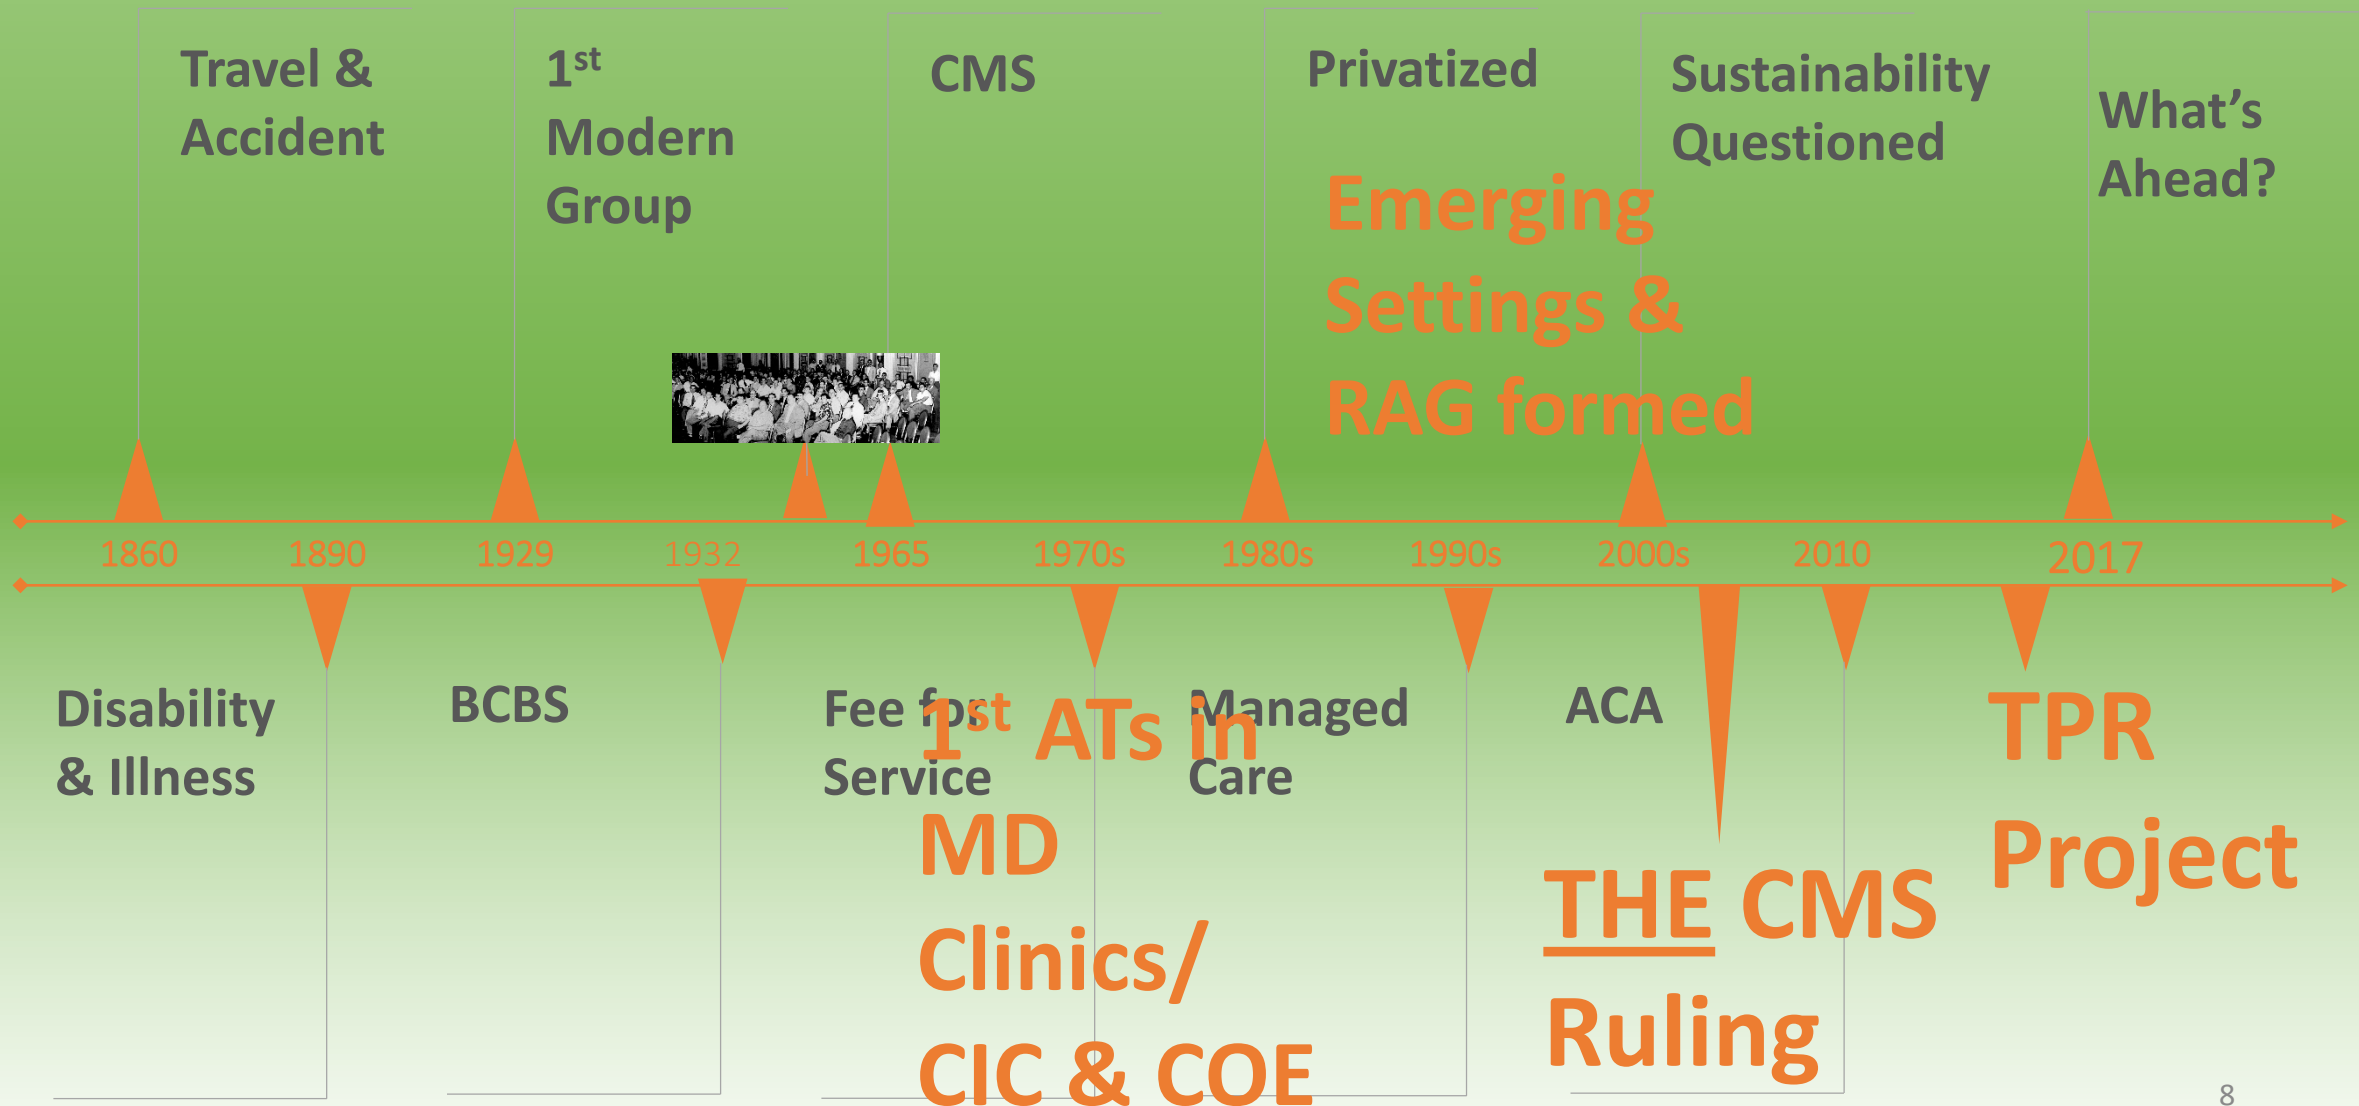 Travel &
Accident
1st
Modern
Group
CMS
Privatized
Sustainability
Questioned
What's
Ahead?
Emerging
Settings &
RAG formed
1860 1890 1929 1932 1965 1970s 1980s 1990s 2000s 2010 2017
Disability
& Illness
BCBS
Fee for
Service
1st ATs in
MD
Clinics/
CIC & COE
Managed
Care
ACA
THE CMS
Ruling
TPR
Project
8